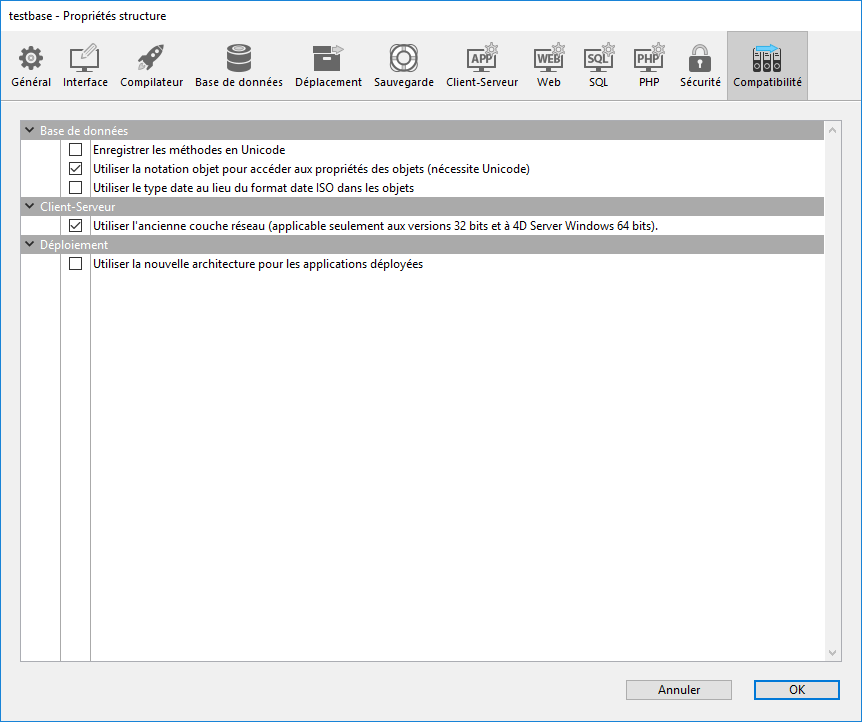 testbase - Propriétés structure
APP WEB SQL PHP
Général Interface Compilateur Base de données Déplacement Sauvegarde Client-Serveur Web SQL PHP Sécurité Compatibilité
Base de données
Enregistrer les méthodes en Unicode
Utiliser la notation objet pour accéder aux propriétés des objets (nécessite Unicode)
Utiliser le type date au lieu du format date ISO dans les objets
Client-Serveur
Utiliser l'ancienne couche réseau (applicable seulement aux versions 32 bits et à 4D Server Windows 64 bits).
Déploiement
Utiliser la nouvelle architecture pour les applications déployées
Annuler OK